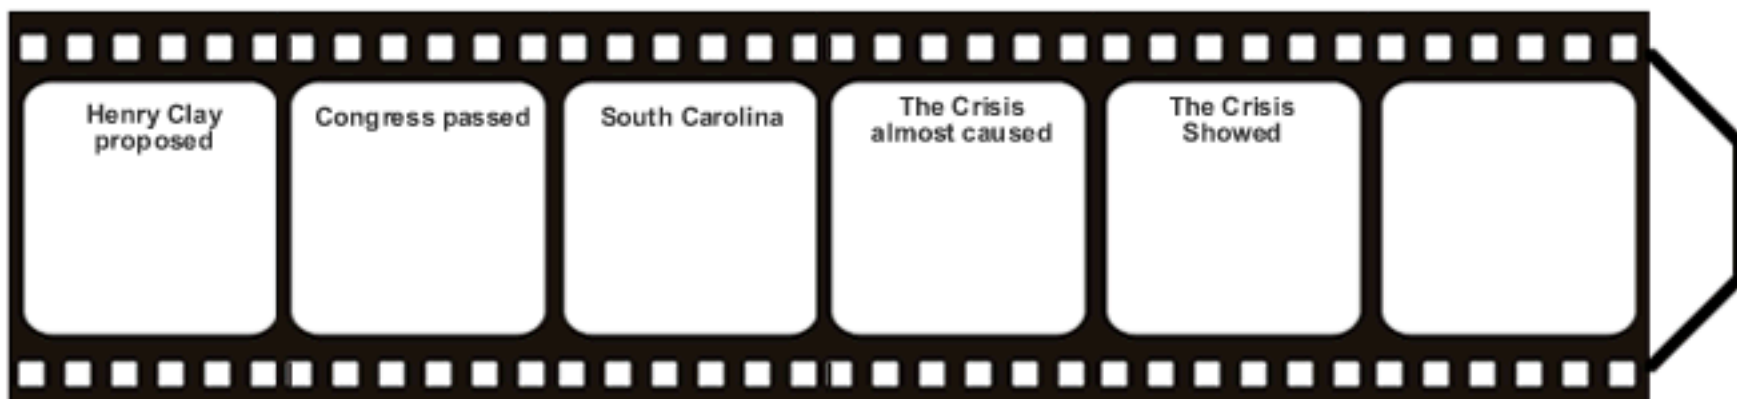 Henry Clay
proposed
Congress passed
South Carolina
The Crisis
almost caused
The Crisis
Showed